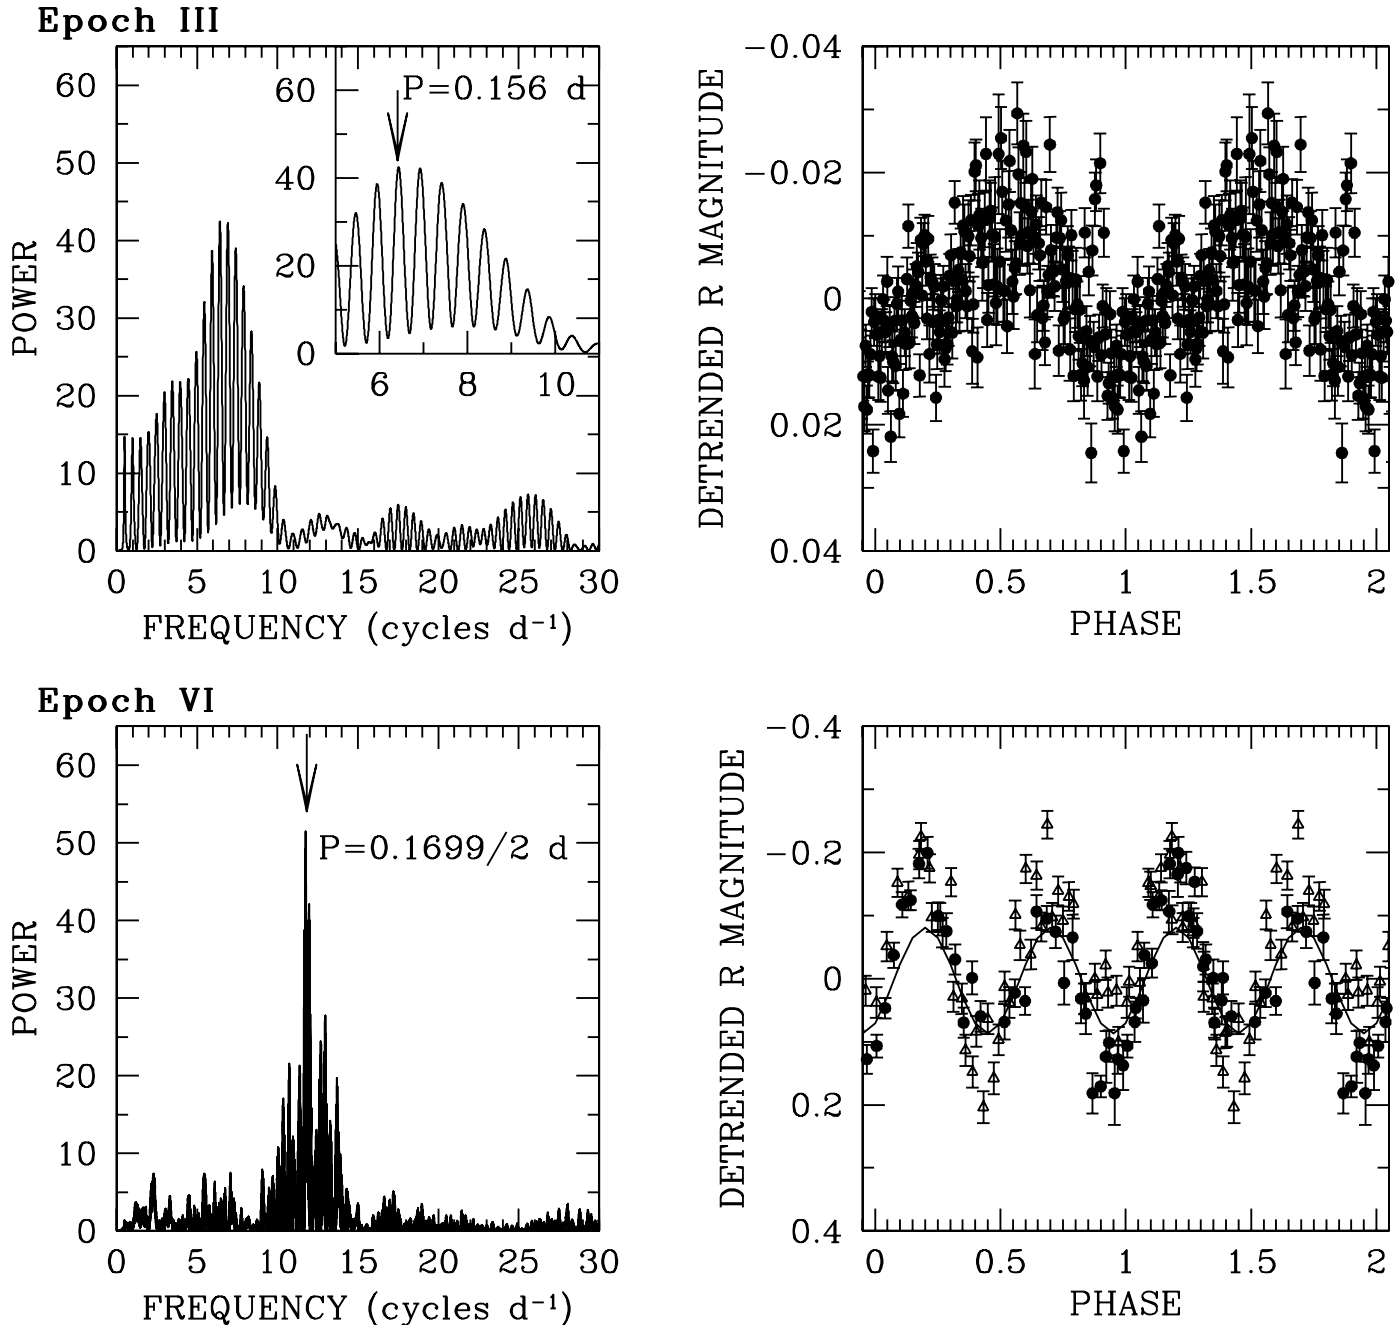 Epoch III
60
50
40
30
20
10
0
POWER
0 5 10 15 20 25 30
FREQUENCY (cycles d⁻¹)
P=0.156 d
60
40
20
0
6 8 10
−0.04
−0.02
0
0.02
0.04
DETRENDED R MAGNITUDE
0 0.5 1 1.5 2
PHASE
Epoch VI
60
50
40
30
20
10
0
POWER
0 5 10 15 20 25 30
FREQUENCY (cycles d⁻¹)
P=0.1699/2 d
−0.4
−0.2
0
0.2
0.4
DETRENDED R MAGNITUDE
0 0.5 1 1.5 2
PHASE